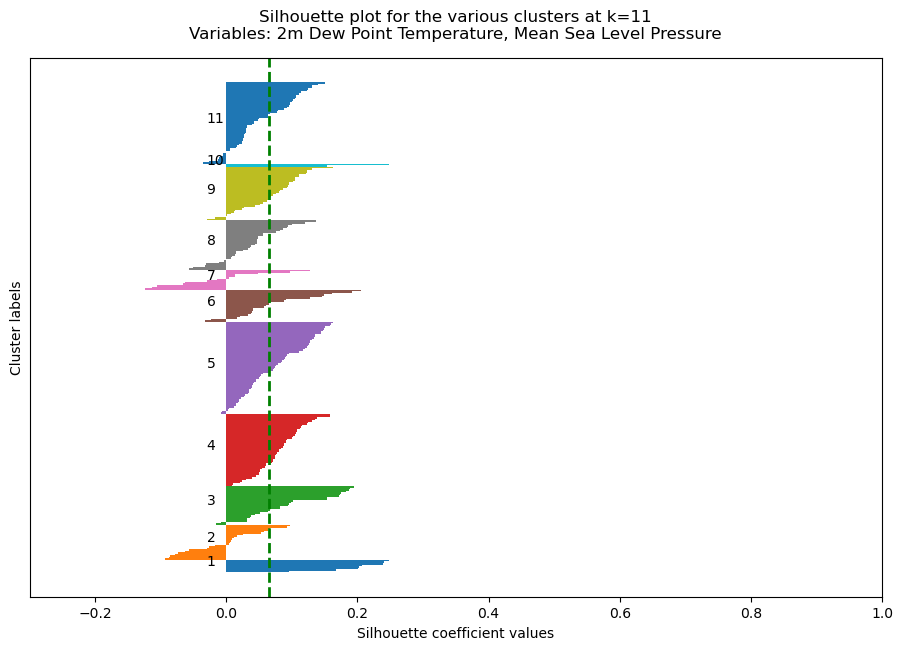 Silhouette plot for the various clusters at k=11
Variables: 2m Dew Point Temperature, Mean Sea Level Pressure
Cluster labels
11
10
9
8
7
6
5
4
3
2
1
−0.2 0.0 0.2 0.4 0.6 0.8 1.0
Silhouette coefficient values